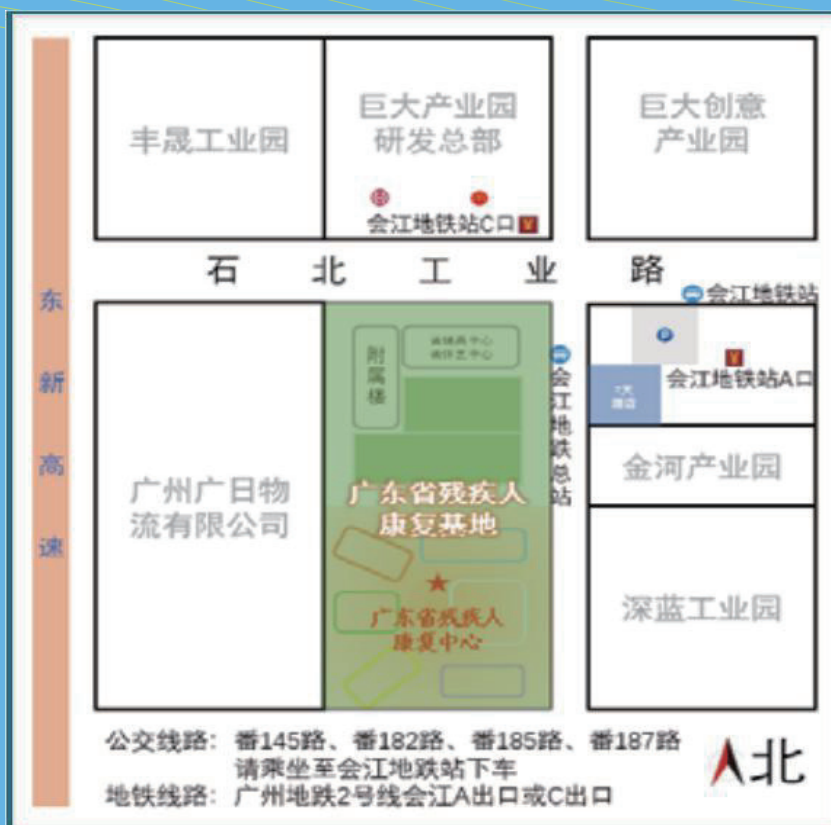 丰晟工业园
巨大产业园
研发总部
巨大创意
产业园
会江地铁站C口
石北工业路
东新高速
会江地铁站
P
会江地铁站A口
附属楼
会江地跌总站
广州广日物
流有限公司
广东省残疾人
康复基地
金河产业园
广东省残疾人
康复中心
深蓝工业园
公交线路：番145路、番182路、番185路、番187路
请乘坐至会江地跌站下车
地铁线路：广州地跌2号线会江A出口或C出口
北